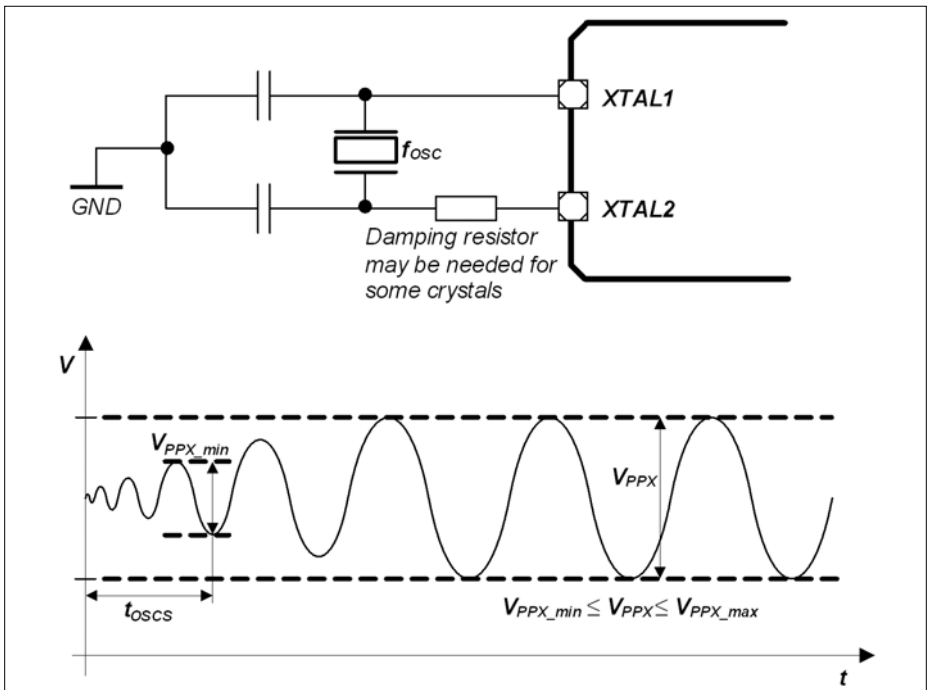 XTAL1
fosc
GND
XTAL2
Damping resistor
may be needed for
some crystals
V
VPPX_min
VPPX
tOSCS
VPPX_min ≤ VPPX ≤ VPPX_max
t